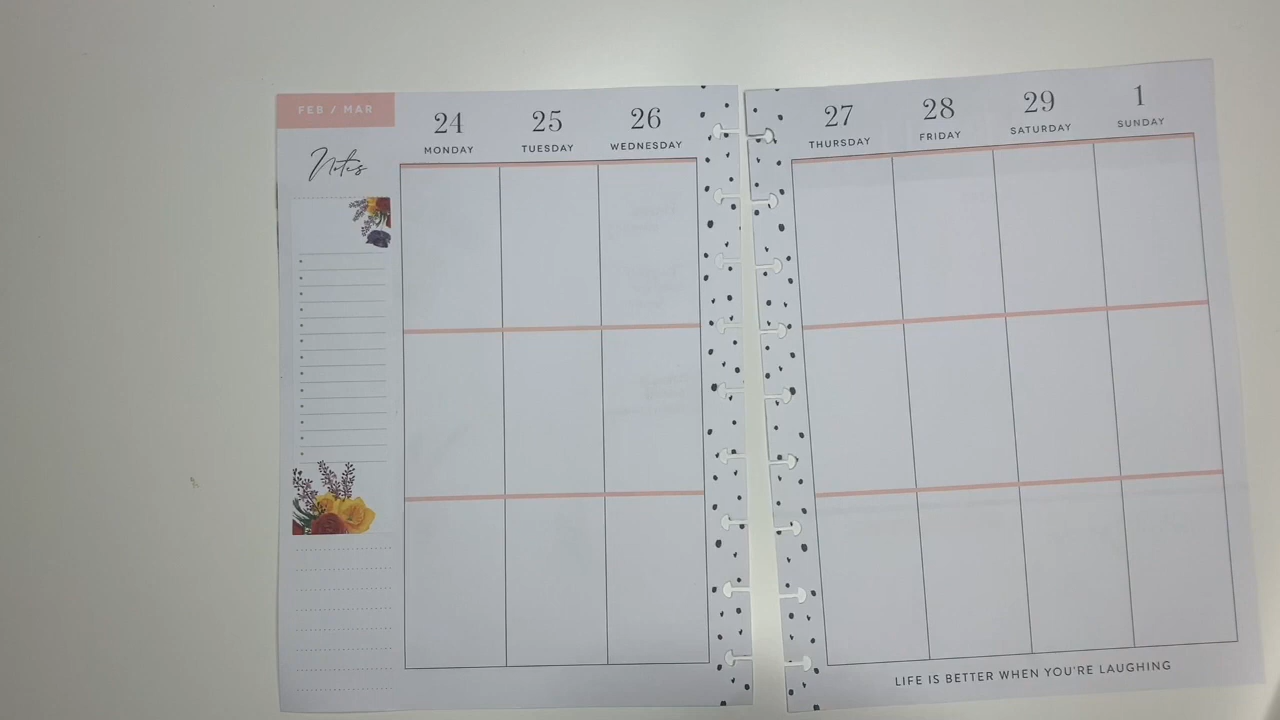 FEB / MAR
Notes
24
MONDAY
25
TUESDAY
26
WEDNESDAY
27
THURSDAY
28
FRIDAY
29
SATURDAY
1
SUNDAY
LIFE IS BETTER WHEN YOU'RE LAUGHING